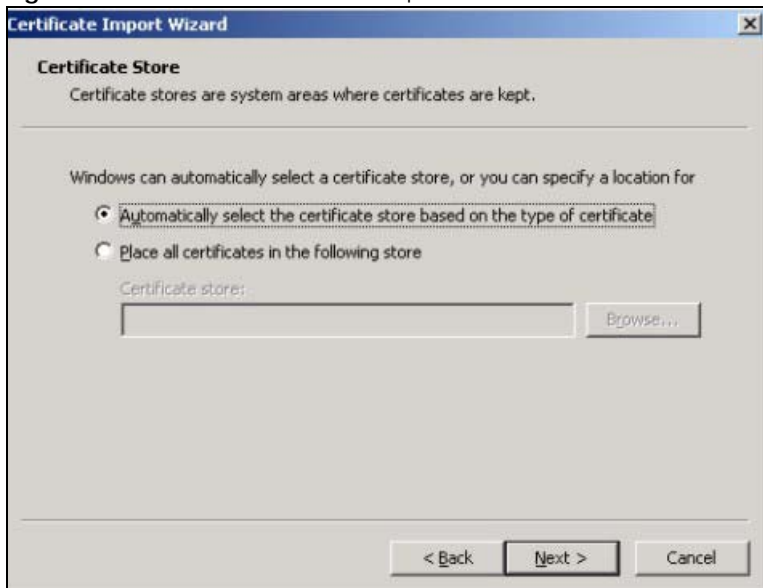 Certificate Import Wizard
Certificate Store
Certificate stores are system areas where certificates are kept.
Windows can automatically select a certificate store, or you can specify a location for
Automatically select the certificate store based on the type of certificate
Place all certificates in the following store
Certificate store:
Browse...
< Back Next > Cancel